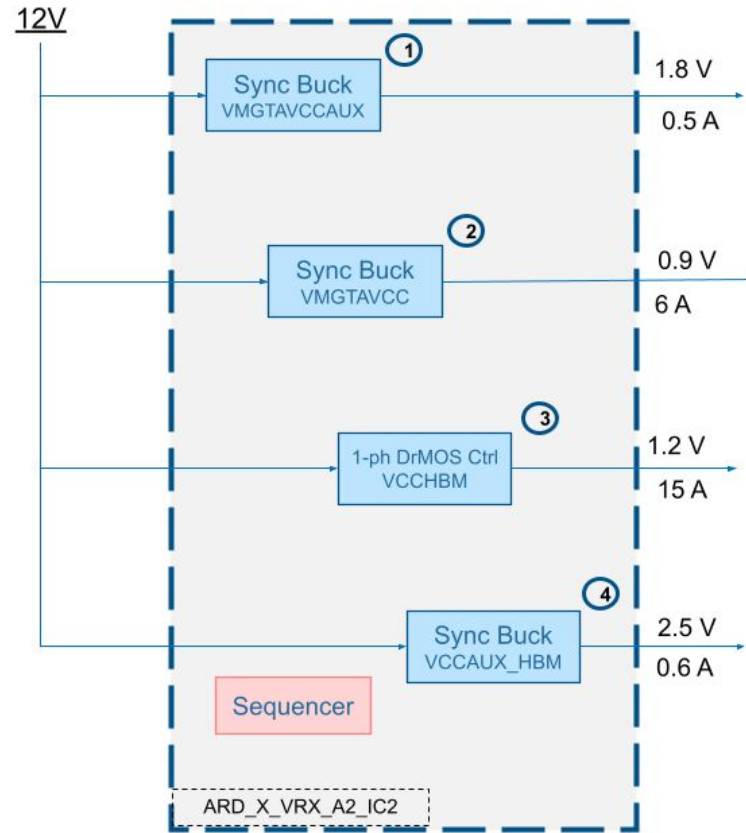 12V
1
Sync Buck
VMGTAVCCAUX
1.8 V
0.5 A
2
Sync Buck
VMGTAVCC
0.9 V
6 A
3
1-ph DrMOS Ctrl
VCCHBM
1.2 V
15 A
4
Sync Buck
VCCAUX_HBM
2.5 V
0.6 A
Sequencer
ARD_X_VRX_A2_IC2